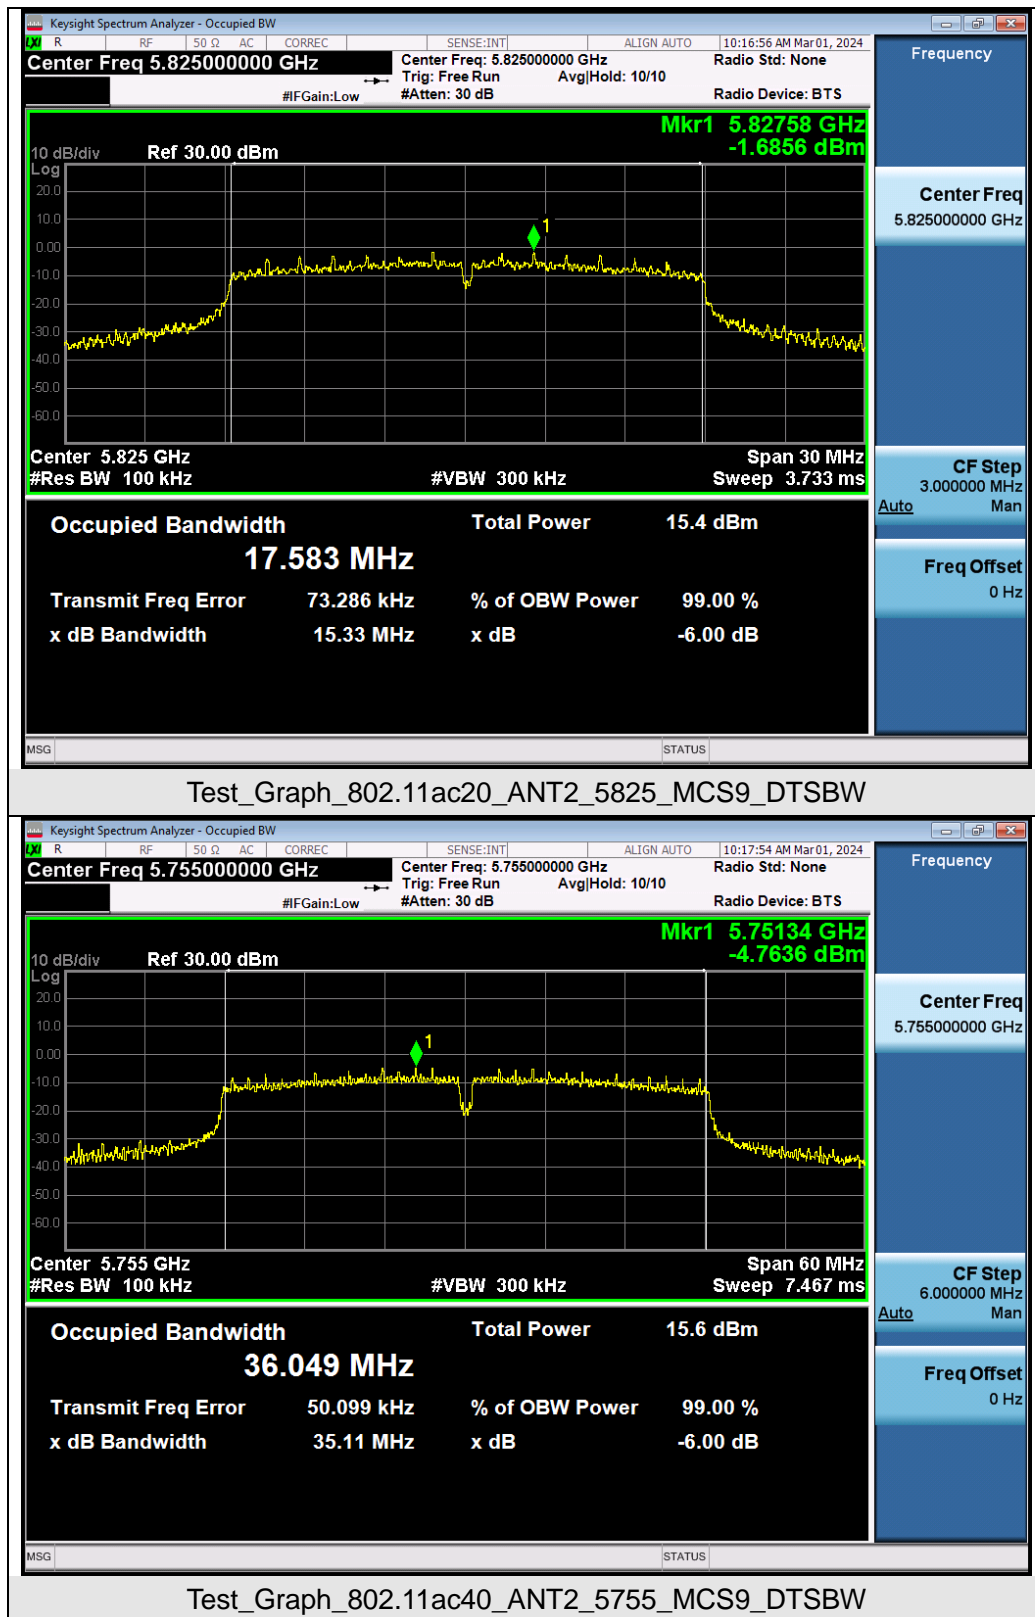 Keysight Spectrum Analyzer - Occupied BW
LXI R RF 50 Ω AC CORREC SENSE:INT ALIGN AUTO 10:16:56 AM Mar 01, 2024
Center Freq 5.825000000 GHz
Center Freq: 5.825000000 GHz
Radio Std: None
Trig: Free Run Avg|Hold: 10/10
#IFGain:Low
#Atten: 30 dB
Radio Device: BTS
Frequency
Mkr1 5.82758 GHz
-1.6856 dBm
10 dB/div Ref 30.00 dBm
Log
20.0
10.0
0.00
-10.0
-20.0
-30.0
-40.0
-50.0
-60.0
1
Center Freq
5.825000000 GHz
Center 5.825 GHz
Span 30 MHz
#Res BW 100 kHz
#VBW 300 kHz
Sweep 3.733 ms
CF Step
3.000000 MHz
Auto Man
Occupied Bandwidth
Total Power 15.4 dBm
17.583 MHz
Freq Offset
0 Hz
Transmit Freq Error 73.286 kHz % of OBW Power 99.00 %
x dB Bandwidth 15.33 MHz x dB -6.00 dB
MSG STATUS
Test_Graph_802.11ac20_ANT2_5825_MCS9_DTSBW
Keysight Spectrum Analyzer - Occupied BW
LXI R RF 50 Ω AC CORREC SENSE:INT ALIGN AUTO 10:17:54 AM Mar 01, 2024
Center Freq 5.755000000 GHz
Center Freq: 5.755000000 GHz
Radio Std: None
Trig: Free Run Avg|Hold: 10/10
#IFGain:Low
#Atten: 30 dB
Radio Device: BTS
Frequency
Mkr1 5.75134 GHz
-4.7636 dBm
10 dB/div Ref 30.00 dBm
Log
20.0
10.0
0.00
-10.0
-20.0
-30.0
-40.0
-50.0
-60.0
1
Center Freq
5.755000000 GHz
Center 5.755 GHz
Span 60 MHz
#Res BW 100 kHz
#VBW 300 kHz
Sweep 7.467 ms
CF Step
6.000000 MHz
Auto Man
Occupied Bandwidth
Total Power 15.6 dBm
36.049 MHz
Freq Offset
0 Hz
Transmit Freq Error 50.099 kHz % of OBW Power 99.00 %
x dB Bandwidth 35.11 MHz x dB -6.00 dB
MSG STATUS
Test_Graph_802.11ac40_ANT2_5755_MCS9_DTSBW